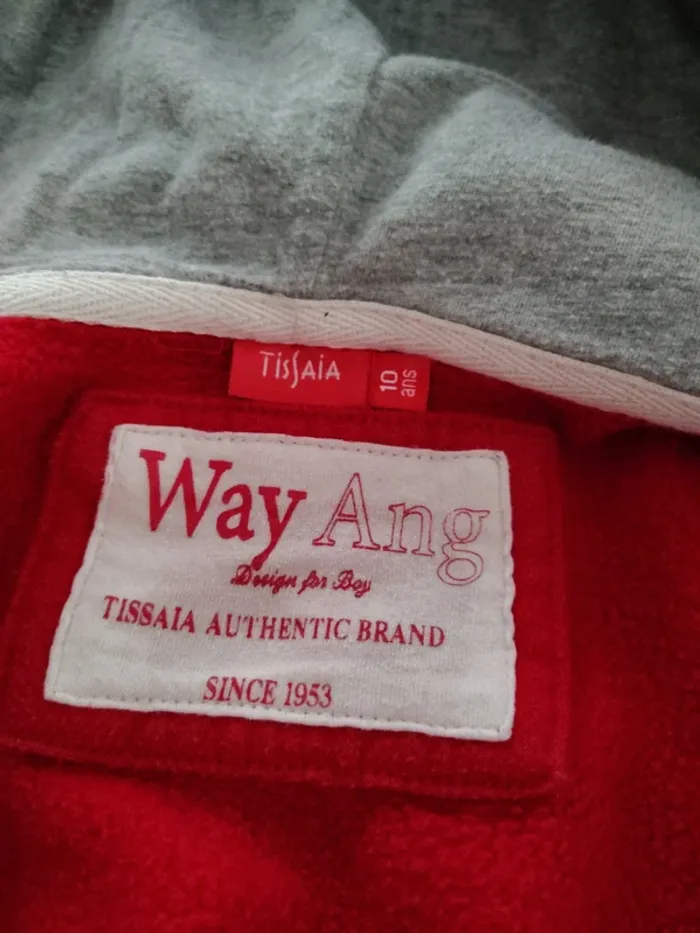 TISSAIA
10
ans
Way Ang
Design for Boy
TISSAIA AUTHENTIC BRAND
SINCE 1953